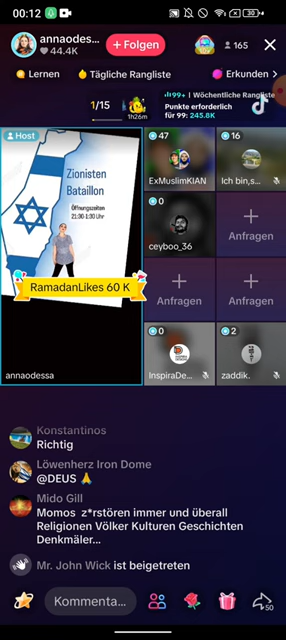 00:12
30
annaodes...
44.4K
+ Folgen
165
Lernen
Tägliche Rangliste
Erkunden
1/15
1h26m
99+ | Wöchentliche Rangliste
Punkte erforderlich
für 99: 245.8K
Host
Zionisten
Bataillon
Öffnungszeiten
21:30-1:30 Uhr
RamadanLikes 60 K
annaodessa
47
ExMuslimKIAN
16
Ich bin,s...
0
ceyboo_36
Anfragen
Anfragen
Anfragen
0
InspiraDe...
2
zaddik.
Konstantinos
Richtig
Löwenherz Iron Dome
@DEUS 🙏
Mido Gill
Momos z*rstören immer und überall
Religionen Völker Kulturen Geschichten
Denkmäler...
Mr. John Wick ist beigetreten
Kommenta...
50